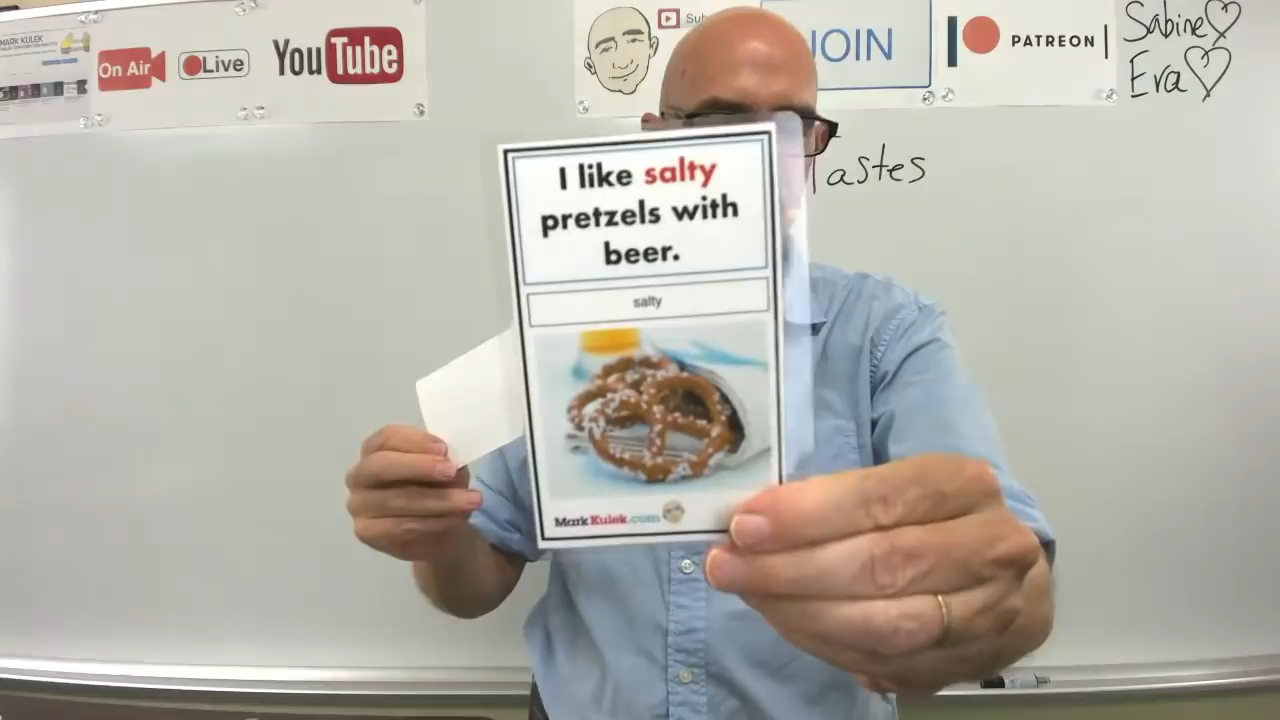 MARK KULEK
On Air
Live
YouTube
Sub
JOIN
PATREON
Sabine♡
Eva♡
Tastes
I like salty
pretzels with
beer.
salty
MarkKulek.com